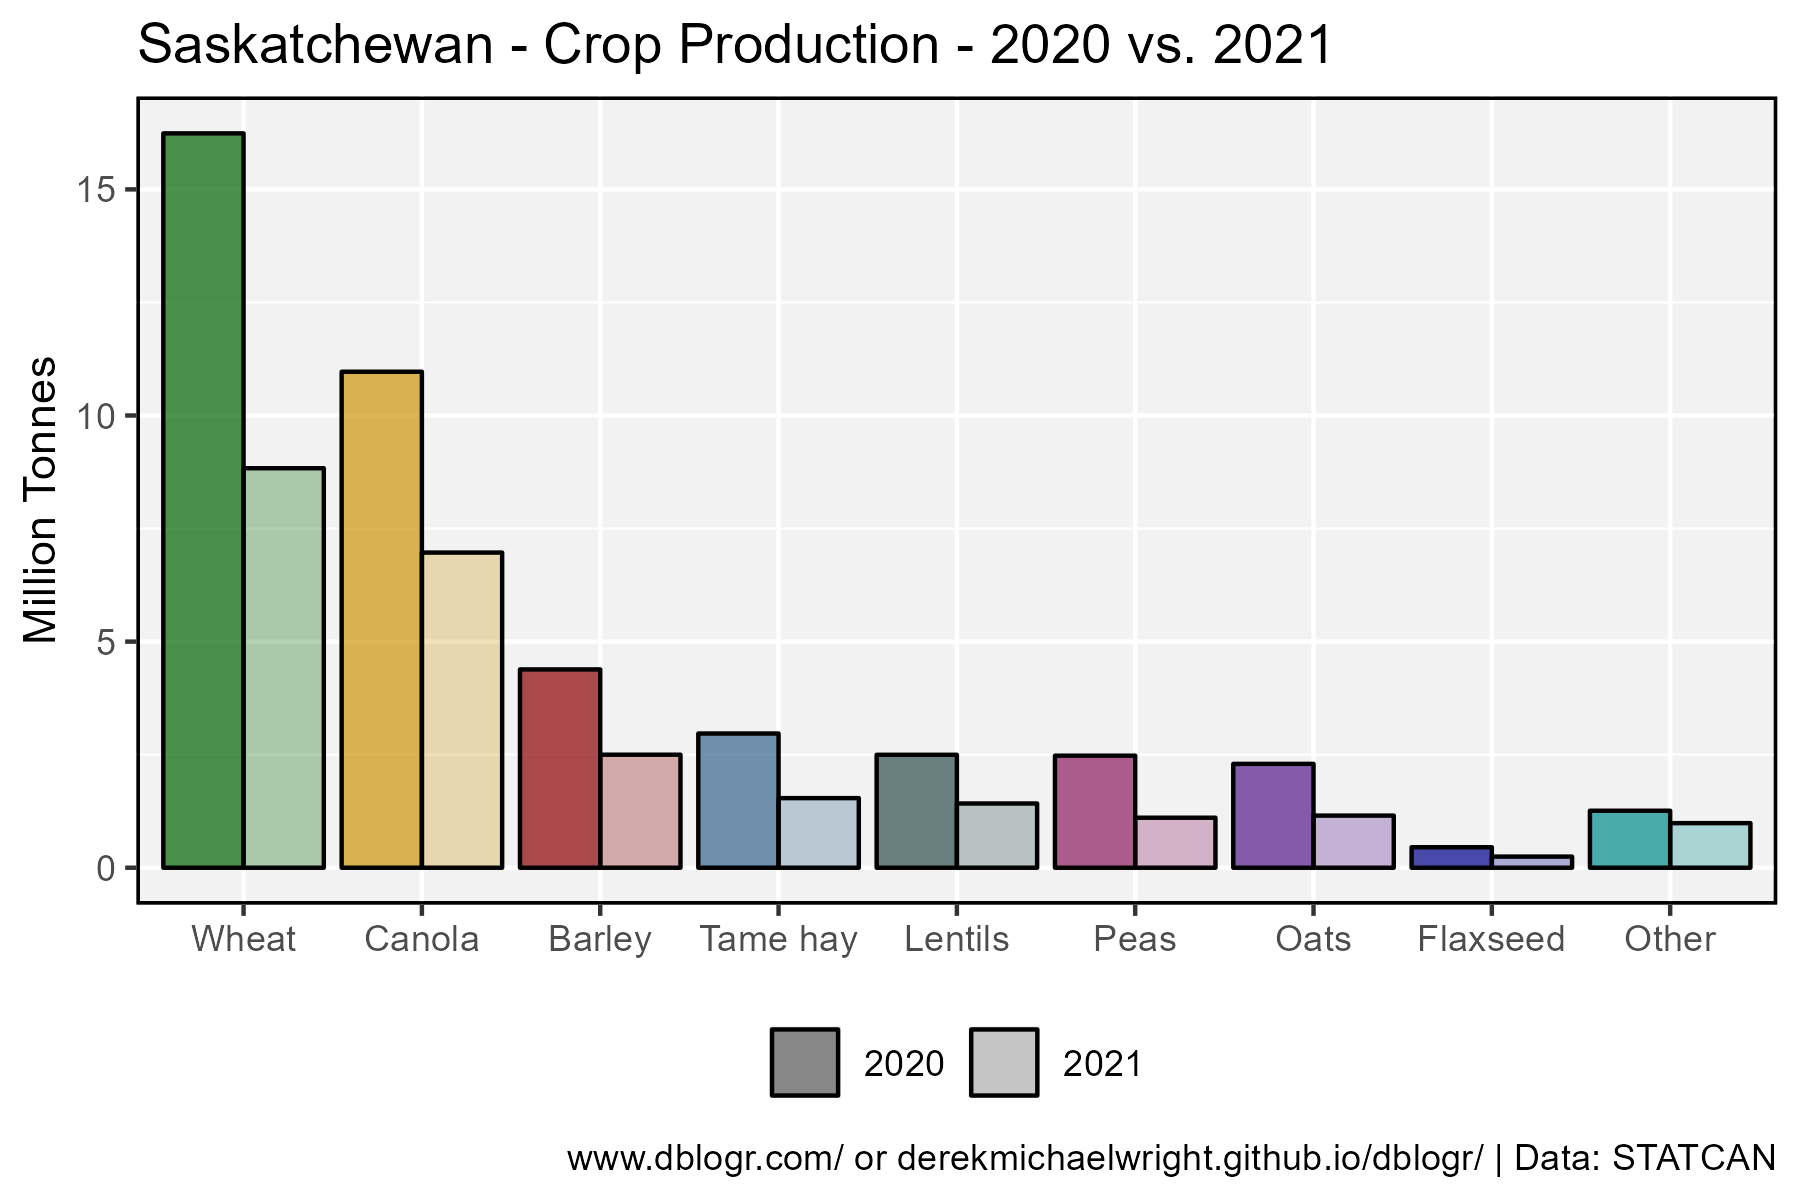 Saskatchewan - Crop Production - 2020 vs. 2021
Million Tonnes
15
10
5
0
Wheat Canola Barley Tame hay Lentils Peas Oats Flaxseed Other
2020 2021
www.dblogr.com/ or derekmichaelwright.github.io/dblogr/ | Data: STATCAN